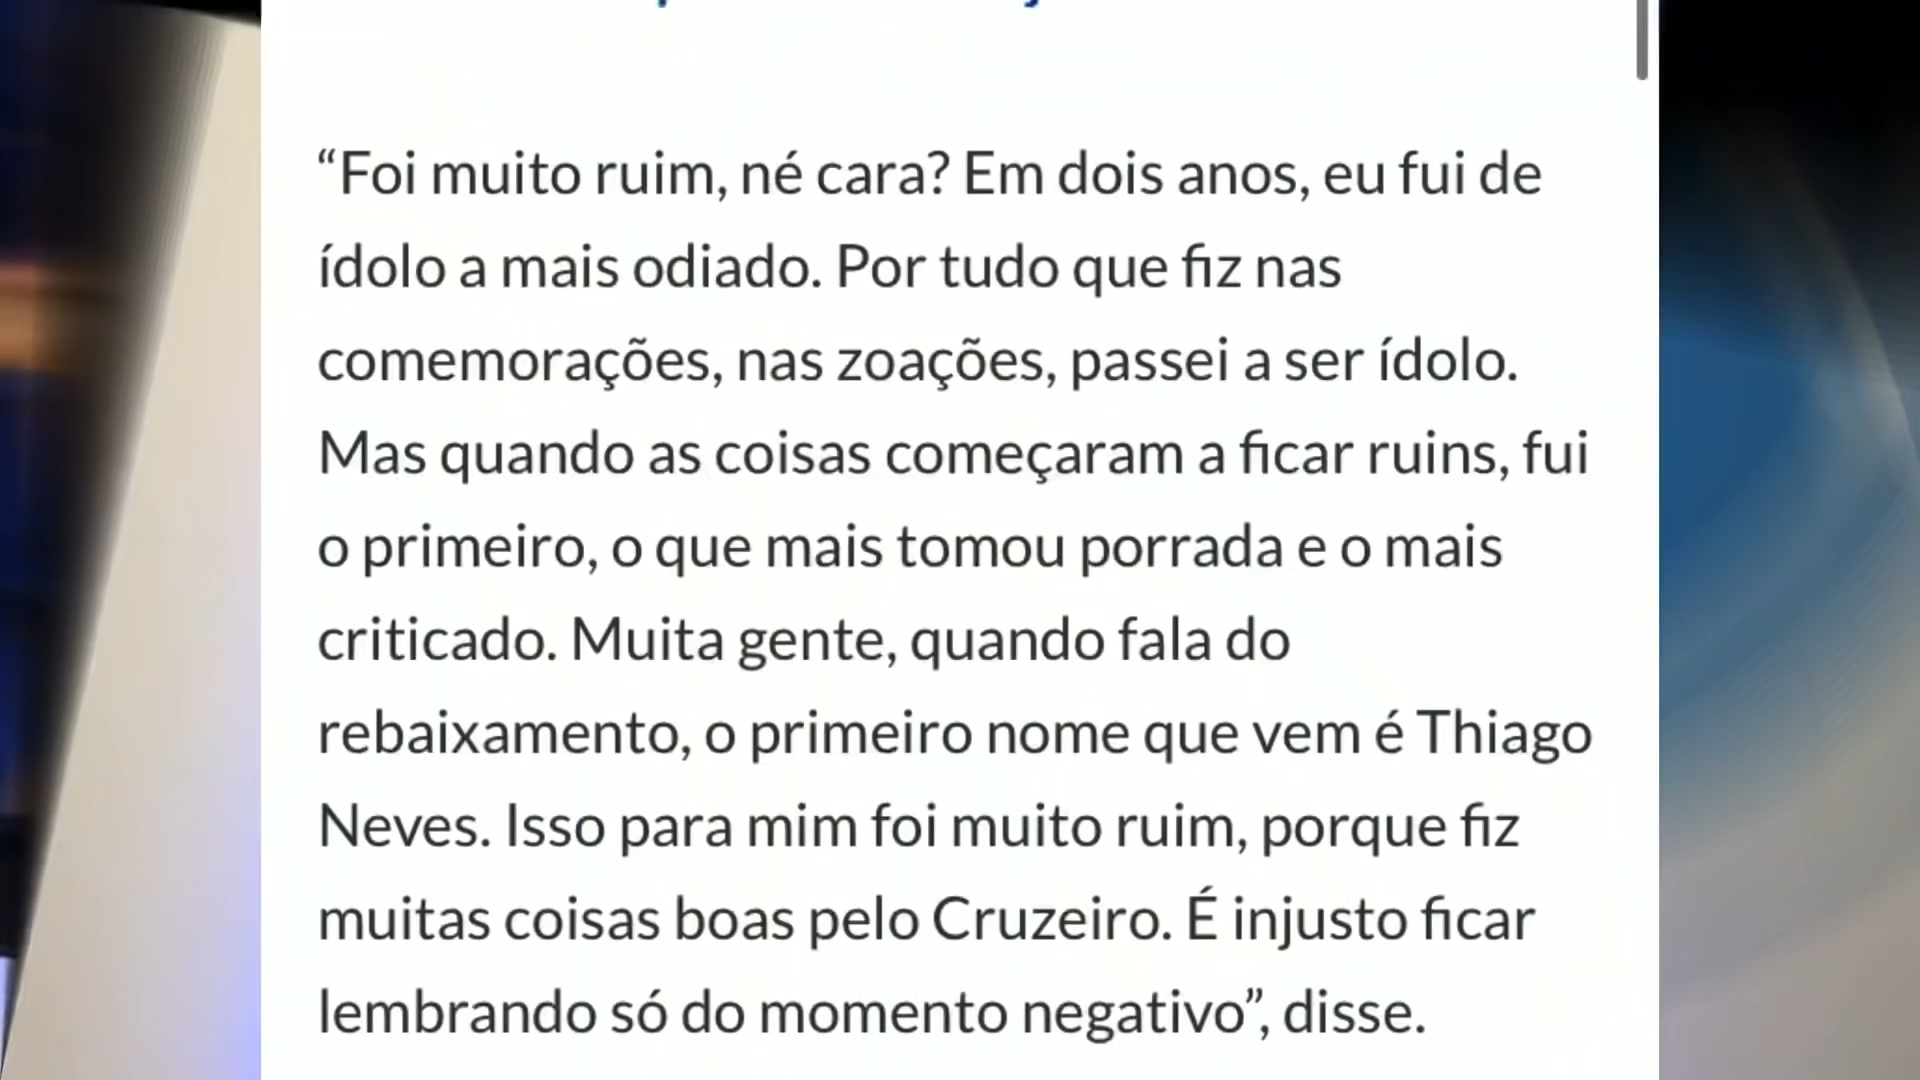 “Foi muito ruim, né cara? Em dois anos, eu fui de
ídolo a mais odiado. Por tudo que fiz nas
comemorações, nas zoações, passei a ser ídolo.
Mas quando as coisas começaram a ficar ruins, fui
o primeiro, o que mais tomou porrada e o mais
criticado. Muita gente, quando fala do
rebaixamento, o primeiro nome que vem é Thiago
Neves. Isso para mim foi muito ruim, porque fiz
muitas coisas boas pelo Cruzeiro. É injusto ficar
lembrando só do momento negativo”, disse.